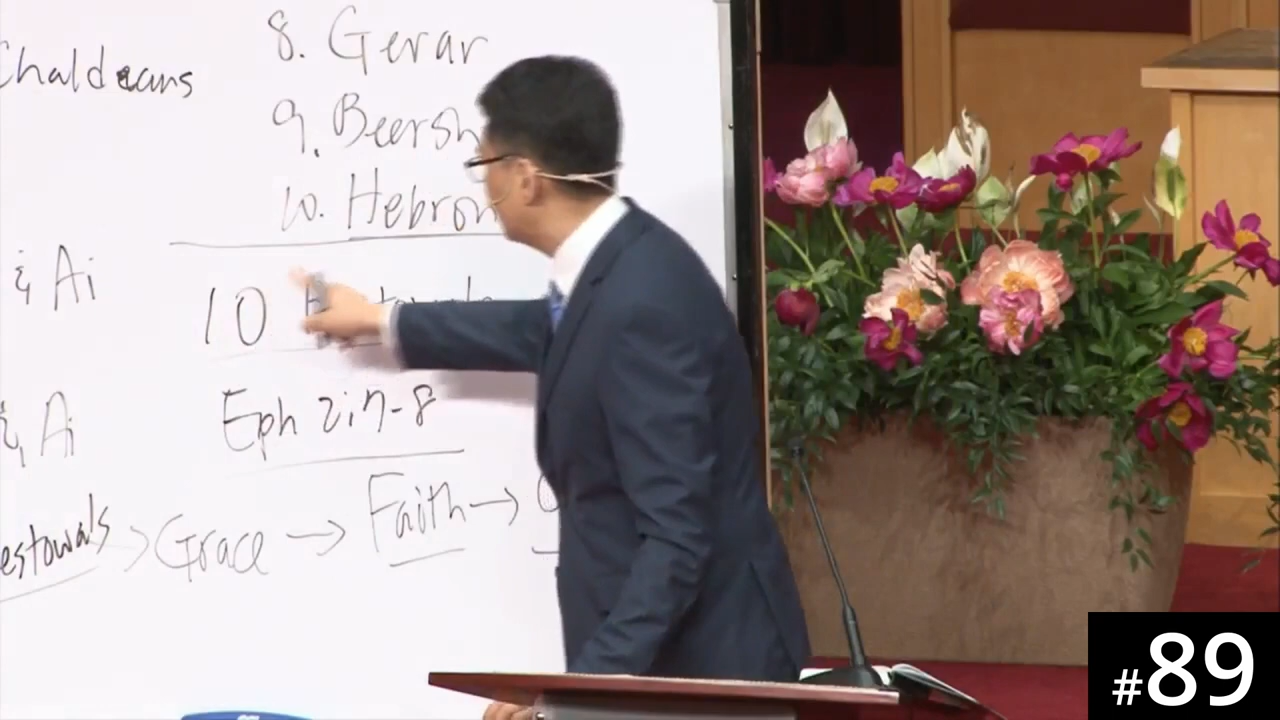 Chaldeans
8. Gerar
9. Beersh
10. Hebron
& Ai
10
Eph 2:7-8
& Ai
estowals > Grace → Faith →
#89